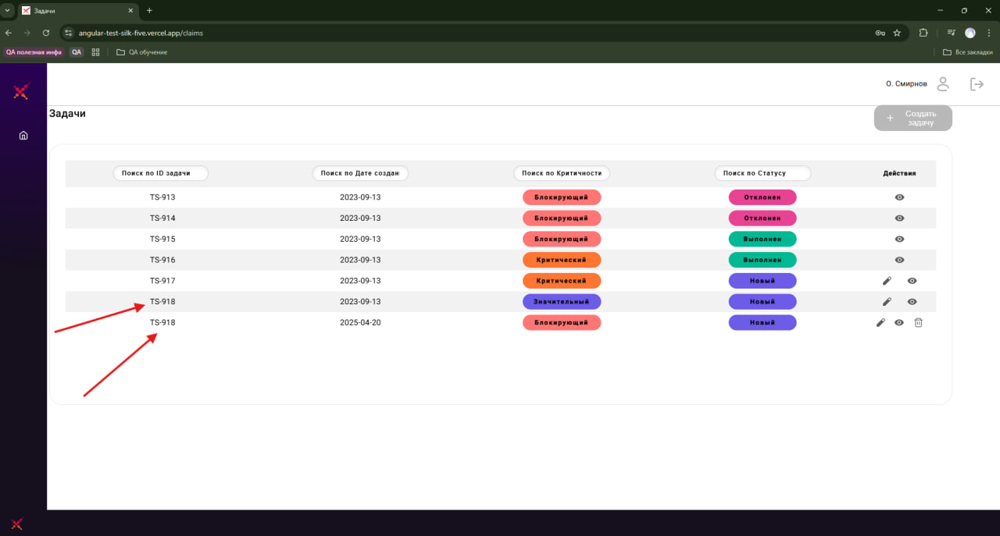 Задачи
angular-test-silk-five.vercel.app/claims
QA полезная инфа QA QA обучение Все закладки
О. Смирнов
Задачи
+ Создать
задачу
Поиск по ID задачи Поиск по Дате создан Поиск по Критичности Поиск по Статусу Действия
TS-913 2023-09-13 Блокирующий Отклонен
TS-914 2023-09-13 Блокирующий Отклонен
TS-915 2023-09-13 Блокирующий Выполнен
TS-916 2023-09-13 Критический Выполнен
TS-917 2023-09-13 Критический Новый
TS-918 2023-09-13 Значительный Новый
TS-918 2025-04-20 Блокирующий Новый